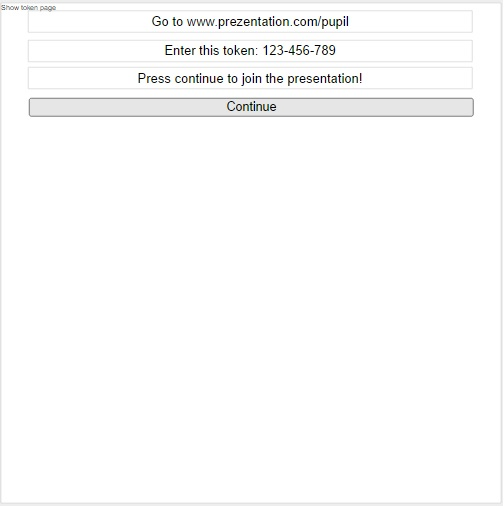 Show token page
Go to www.prezentation.com/pupil
Enter this token: 123-456-789
Press continue to join the presentation!
Continue